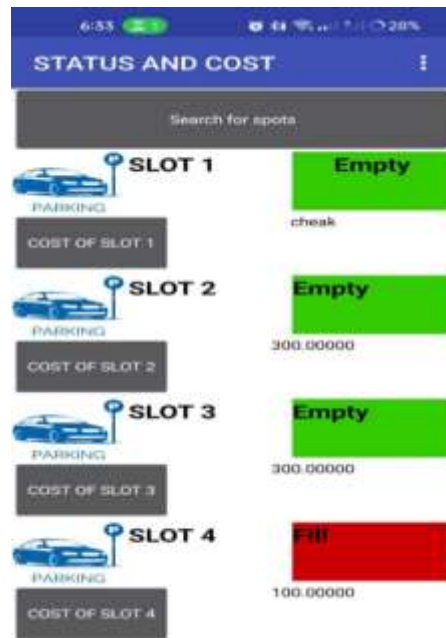 6:33
28%
STATUS AND COST
Search for spots
SLOT 1
Empty
PARKING
cheak
COST OF SLOT 1
SLOT 2
Empty
PARKING
300.00000
COST OF SLOT 2
SLOT 3
Empty
PARKING
300.00000
COST OF SLOT 3
SLOT 4
Fill
PARKING
100.00000
COST OF SLOT 4